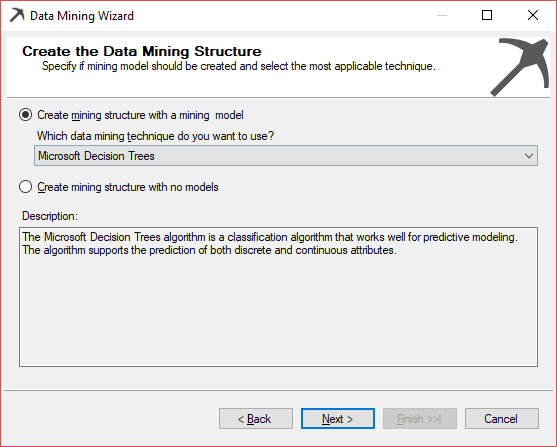 Data Mining Wizard
Create the Data Mining Structure
Specify if mining model should be created and select the most applicable technique.
Create mining structure with a mining model
Which data mining technique do you want to use?
Microsoft Decision Trees
Create mining structure with no models
Description:
The Microsoft Decision Trees algorithm is a classification algorithm that works well for predictive modeling.
The algorithm supports the prediction of both discrete and continuous attributes.
< Back
Next >
Finish >>|
Cancel